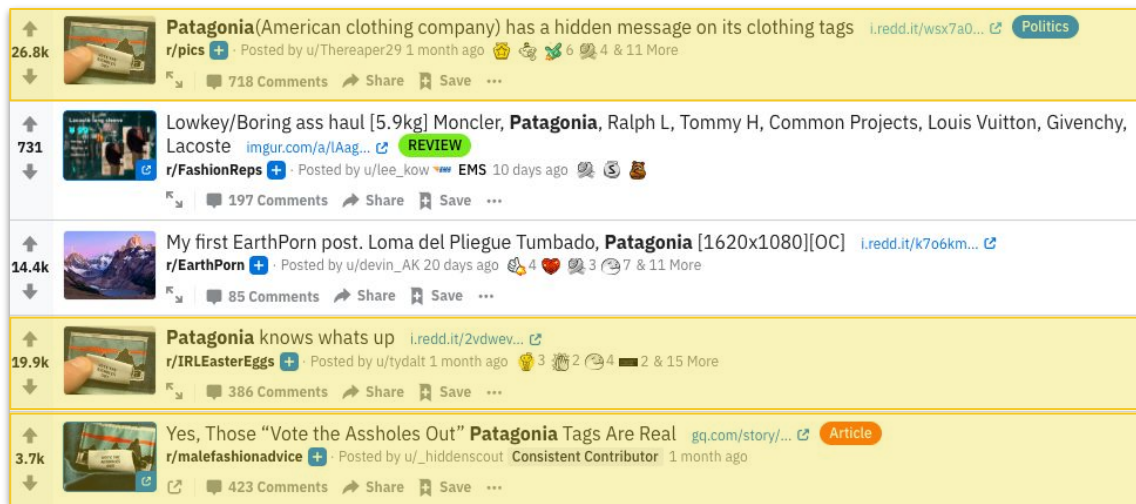 Patagonia(American clothing company) has a hidden message on its clothing tags i.redd.it/wsx7a0... Politics
26.8k
r/pics · Posted by u/Thereaper29 1 month ago 6 4 & 11 More
718 Comments Share Save ...
Lowkey/Boring ass haul [5.9kg] Moncler, Patagonia, Ralph L, Tommy H, Common Projects, Louis Vuitton, Givenchy,
731
Lacoste imgur.com/a/lAag... REVIEW
r/FashionReps · Posted by u/lee_kow EMS 10 days ago
197 Comments Share Save ...
My first EarthPorn post. Loma del Pliegue Tumbado, Patagonia [1620x1080][OC] i.redd.it/k7o6km...
14.4k
r/EarthPorn · Posted by u/devin_AK 20 days ago 4 3 7 & 11 More
85 Comments Share Save ...
Patagonia knows whats up i.redd.it/2vdwev...
19.9k
r/IRLEasterEggs · Posted by u/tydalt 1 month ago 3 2 4 2 & 15 More
386 Comments Share Save ...
Yes, Those “Vote the Assholes Out” Patagonia Tags Are Real gq.com/story/... Article
3.7k
r/malefashionadvice · Posted by u/_hiddenscout Consistent Contributor 1 month ago
423 Comments Share Save ...